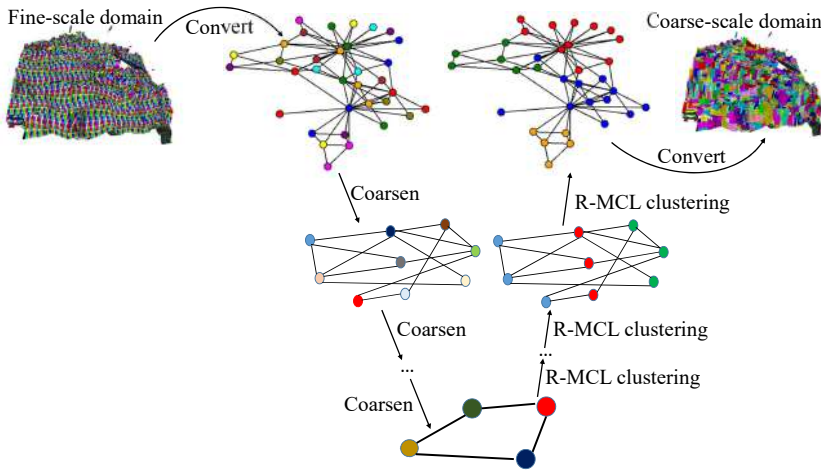 Fine-scale domain
Convert
Coarse-scale domain
Convert
Coarsen
R-MCL clustering
Coarsen
R-MCL clustering
...
...
Coarsen
R-MCL clustering